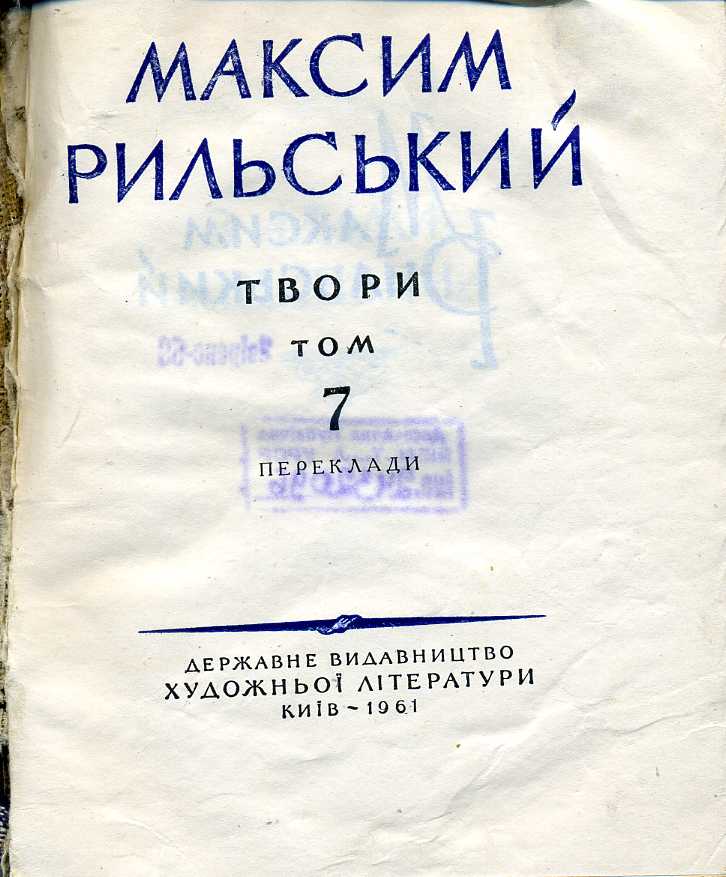 МАКСИМ
РИЛЬСЬКИЙ
ТВОРИ
ТОМ
7
ПЕРЕКЛАДИ
ДЕРЖАВНЕ ВИДАВНИЦТВО
ХУДОЖНЬОЇ ЛІТЕРАТУРИ
КИЇВ ~ 1961